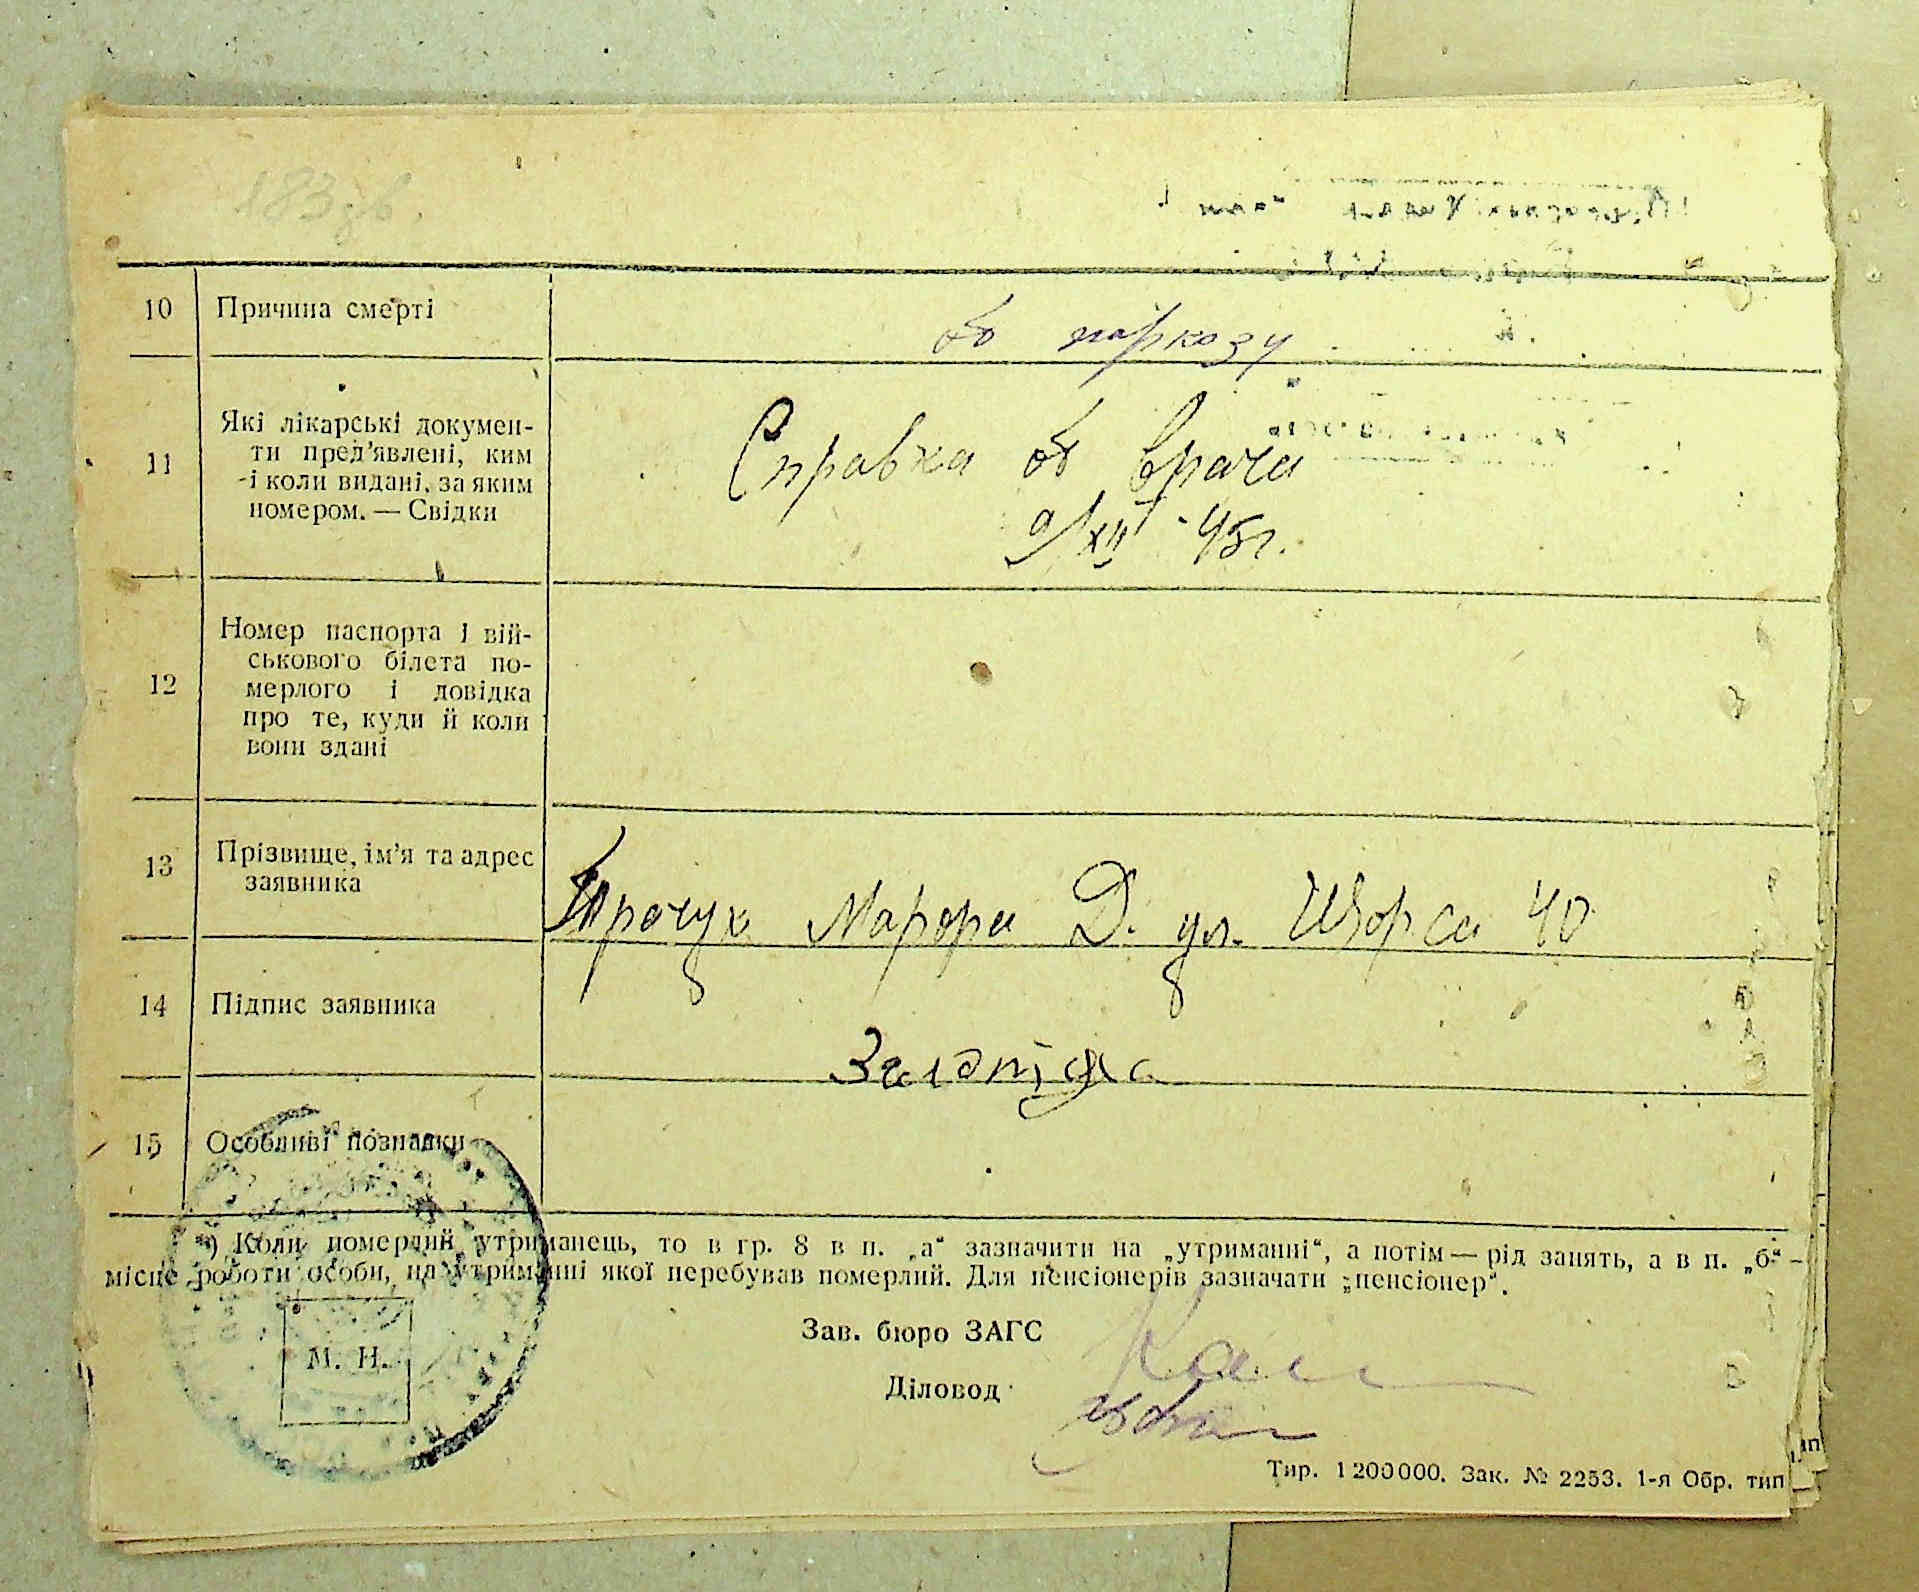 183зв.
10 Причина смерті
от наркозу
11 Які лікарські докумен-
ти пред'явлені, ким
і коли видані, за яким
номером. — Свідки
Справка от врача
9/XII 45г.
12 Номер паспорта і вій-
ськового білета по-
мерлого і довідка
про те, куди й коли
вони здані
13 Прізвище, ім'я та адрес
заявника
Марфа Д. ул. Щорса 40
14 Підпис заявника
15 Особливі познаки
*) Коли померлий утриманець, то в гр. 8 в п. „а“ зазначити на „утриманні“, а потім — рід занять, а в п. „б“ -
місце роботи особи, на утриманні якої перебував померлий. Для пенсіонерів зазначати „пенсіонер“.
Зав. бюро ЗАГС
М. П.
Діловод
Тир. 1200000. Зак. № 2253. 1-я Обр. тип